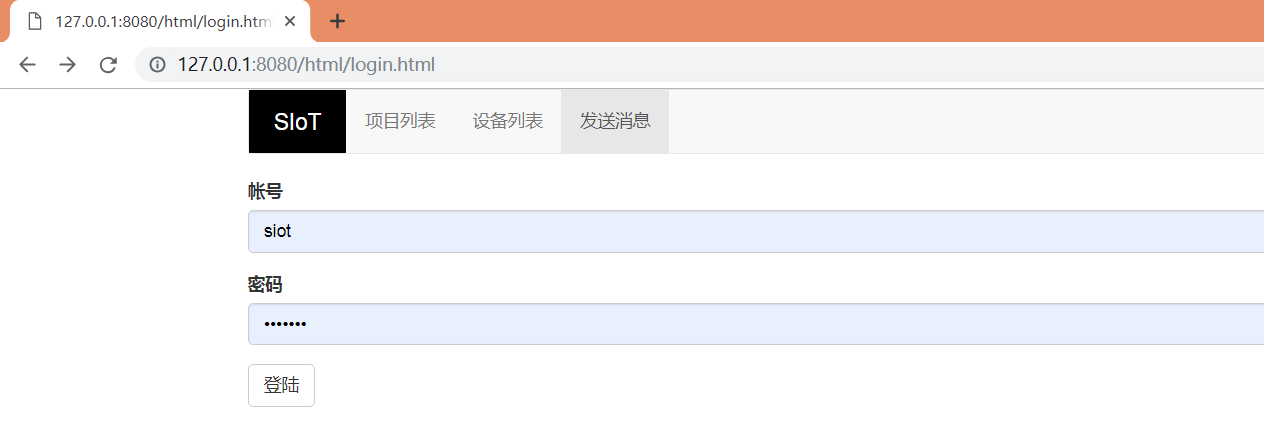 127.0.0.1:8080/html/login.htm
127.0.0.1:8080/html/login.html
SIoT 项目列表 设备列表 发送消息
帐号
siot
密码
•••••••
登陆